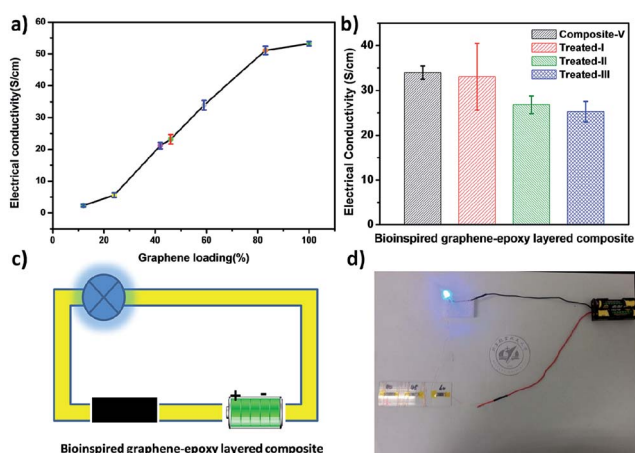 a)
Electrical conductivity(S/cm)
60
50
40
30
20
10
0
20 40 60 80 100
Graphene loading(%)
b)
Electrical Conductivity (S/cm)
40
30
20
10
0
Composite-V
Treated-I
Treated-II
Treated-III
Bioinspired graphene-epoxy layered composite
c)
+ -
Bioinspired graphene-epoxy layered composite
d)